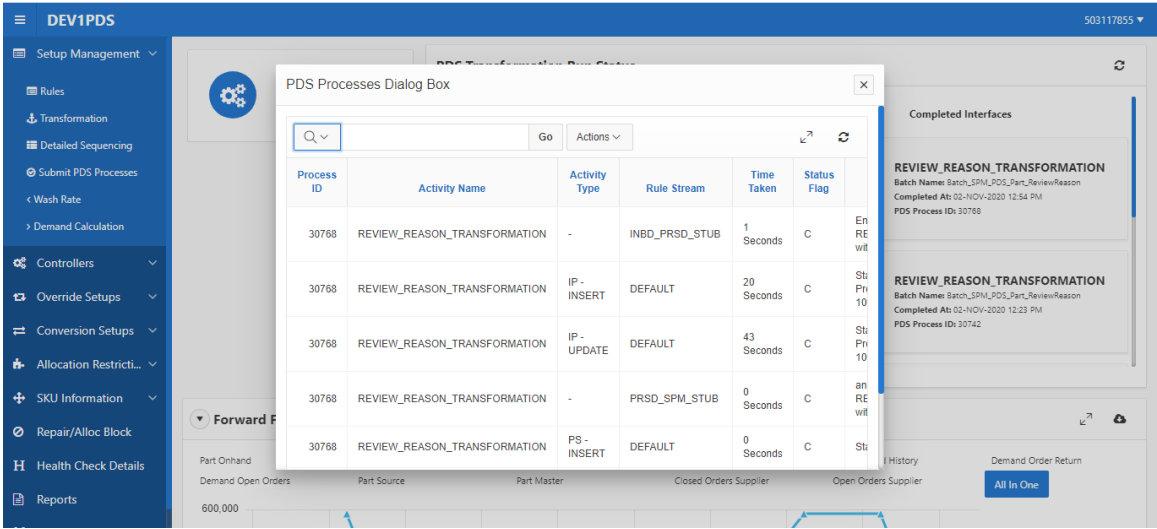 DEV1PDS
503117855
Setup Management
Rules
Transformation
Detailed Sequencing
Submit PDS Processes
Wash Rate
Demand Calculation
Controllers
Override Setups
Conversion Setups
Allocation Restricti...
SKU Information
Repair/Alloc Block
Health Check Details
Reports
PDS Transformation Run Status
PDS Processes Dialog Box
Go
Actions
Process ID Activity Name Activity Type Rule Stream Time Taken Status Flag
30768 REVIEW_REASON_TRANSFORMATION - INBD_PRSD_STUB 1 Seconds C
30768 REVIEW_REASON_TRANSFORMATION IP - INSERT DEFAULT 20 Seconds C
30768 REVIEW_REASON_TRANSFORMATION IP - UPDATE DEFAULT 43 Seconds C
30768 REVIEW_REASON_TRANSFORMATION - PRSD_SPM_STUB 0 Seconds C
30768 REVIEW_REASON_TRANSFORMATION PS - INSERT DEFAULT 0 Seconds C
Completed Interfaces
REVIEW_REASON_TRANSFORMATION
Batch Name: Batch_SPM_PDS_Part_ReviewReason
Completed At: 02-NOV-2020 12:54 PM
PDS Process ID: 30768
REVIEW_REASON_TRANSFORMATION
Batch Name: Batch_SPM_PDS_Part_ReviewReason
Completed At: 02-NOV-2020 12:23 PM
PDS Process ID: 30742
Forward
Part Onhand
History
Demand Order Return
Demand Open Orders
Part Source
Part Master
Closed Orders Supplier
Open Orders Supplier
All In One
600,000